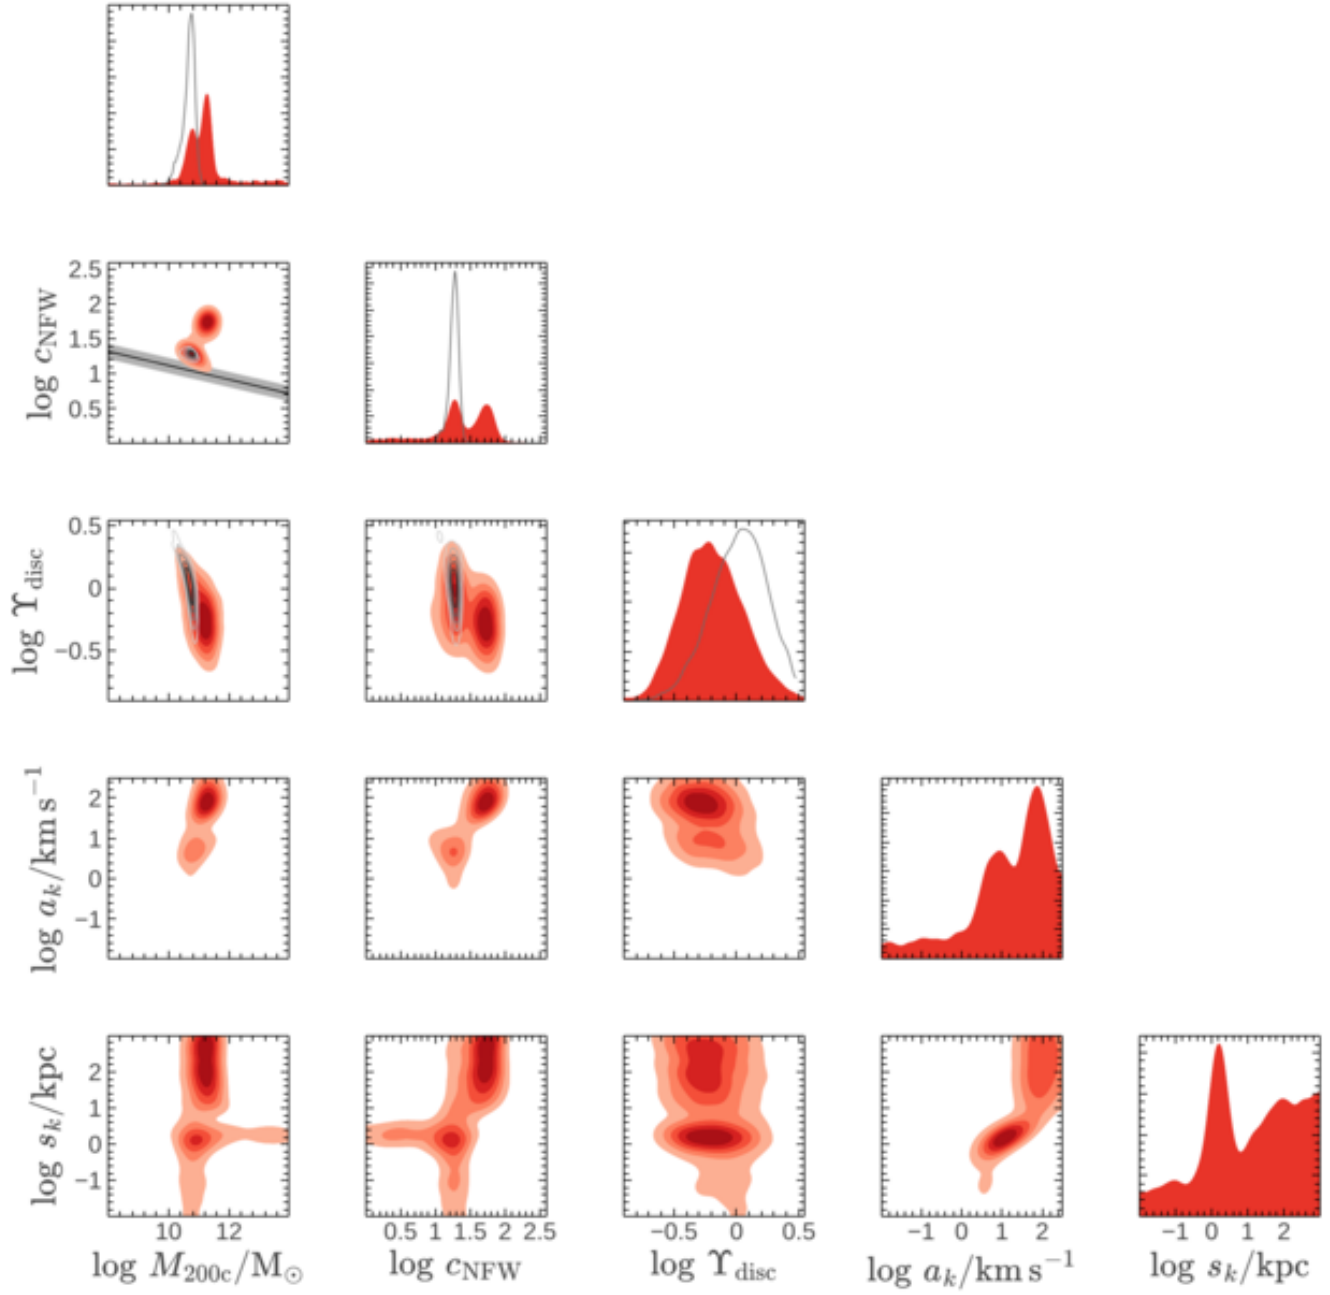 log c_NFW
2.5
2
1.5
1
0.5
log ϒ_disc
0.5
0
−0.5
log a_k/km s⁻¹
2
1
0
−1
log s_k/kpc
2
1
0
−1
10 12
0.5 1 1.5 2 2.5
−0.5 0 0.5
−1 0 1 2
−1 0 1 2
log M_200c/M_⊙
log c_NFW
log ϒ_disc
log a_k/km s⁻¹
log s_k/kpc